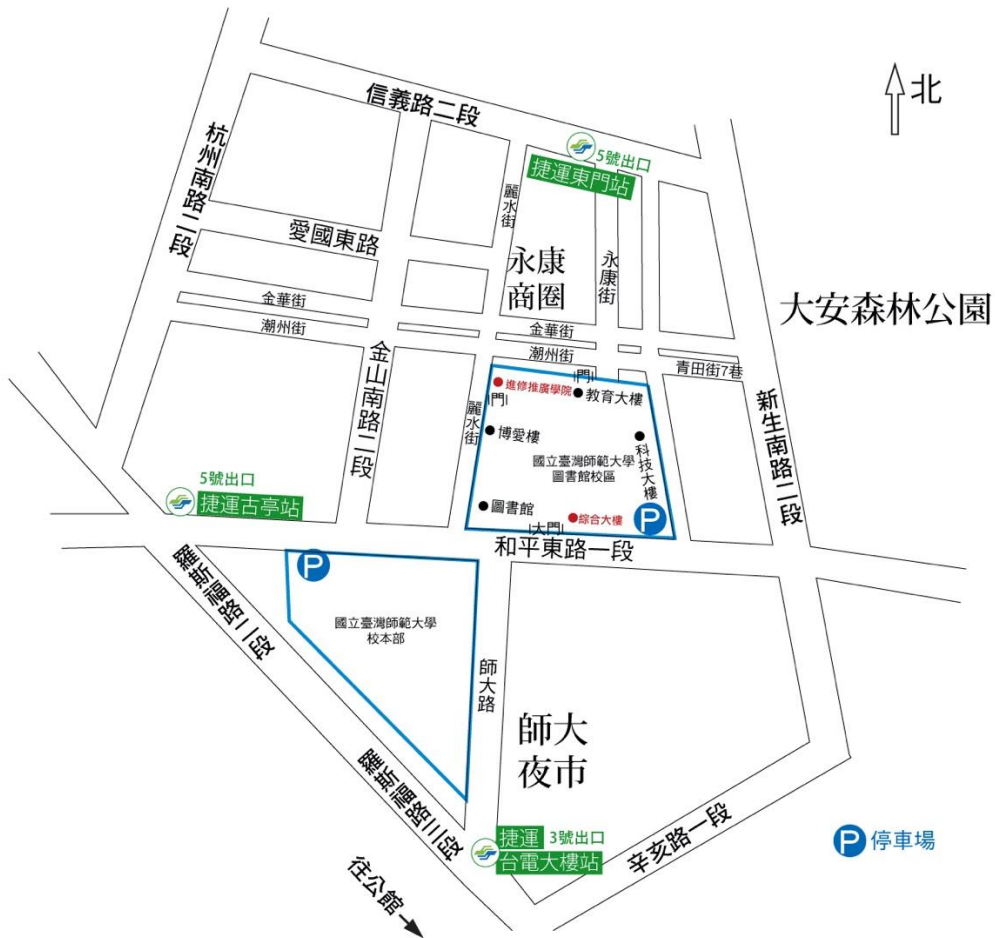 北
信義路二段
5號出口
捷運東門站
杭州南路二段
麗水街
愛國東路
永康
商圈
永康街
大安森林公園
金華街
潮州街
金華街
潮州街
青田街7巷
金山南路二段
新生南路二段
|門|
進修推廣學院
教育大樓
|門|
麗水街
博愛樓
科技大樓
國立臺灣師範大學
圖書館校區
5號出口
捷運古亭站
圖書館
綜合大樓
P
|大門|
和平東路一段
P
羅斯福路二段
國立臺灣師範大學
校本部
師大路
師大
夜市
羅斯福路三段
捷運 3號出口
台電大樓站
辛亥路一段
P 停車場
往公館